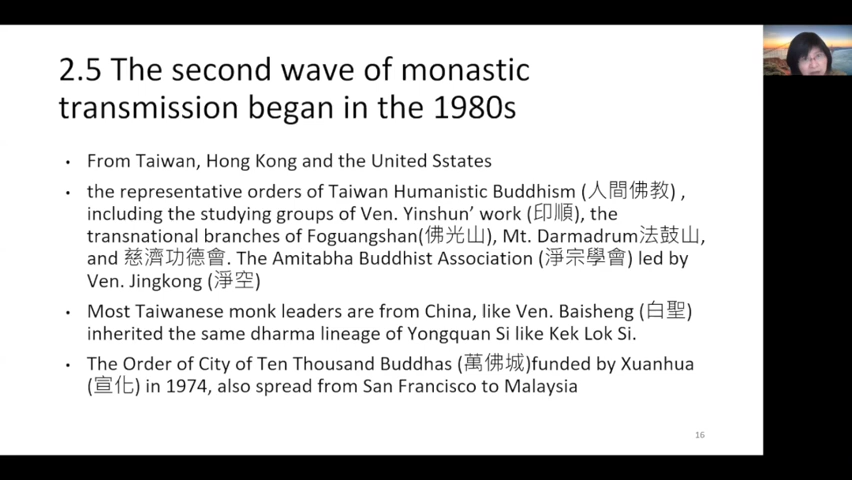 2.5 The second wave of monastic
transmission began in the 1980s
• From Taiwan, Hong Kong and the United Sstates
• the representative orders of Taiwan Humanistic Buddhism (人間佛教) ,
including the studying groups of Ven. Yinshun' work (印順), the
transnational branches of Foguangshan(佛光山), Mt. Darmadrum法鼓山,
and 慈濟功德會. The Amitabha Buddhist Association (淨宗學會) led by
Ven. Jingkong (淨空)
• Most Taiwanese monk leaders are from China, like Ven. Baisheng (白聖)
inherited the same dharma lineage of Yongquan Si like Kek Lok Si.
• The Order of City of Ten Thousand Buddhas (萬佛城)funded by Xuanhua
(宣化) in 1974, also spread from San Francisco to Malaysia
16